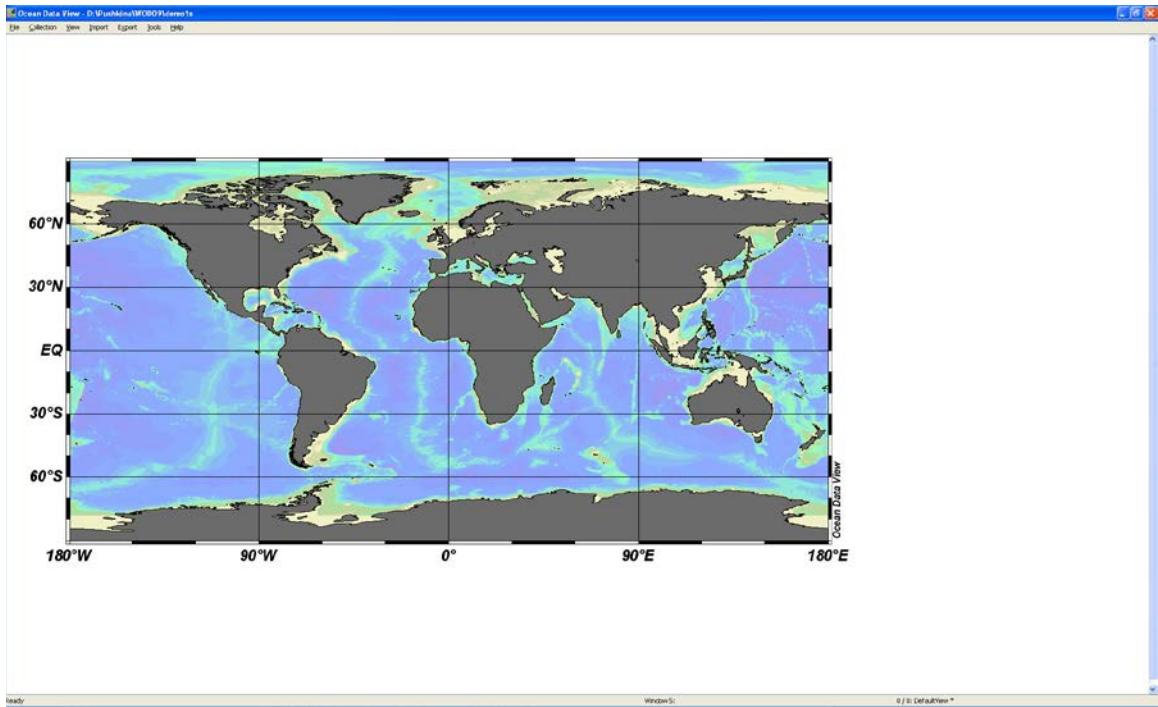 Ocean Data View - D:\Pushkina\WOD09\demo1s
File Collection View Import Export Tools Help
60°N
30°N
EQ
30°S
60°S
Ocean Data View
180°W 90°W 0° 90°E 180°E
Ready Window 5: 0 / 0: DefaultView *